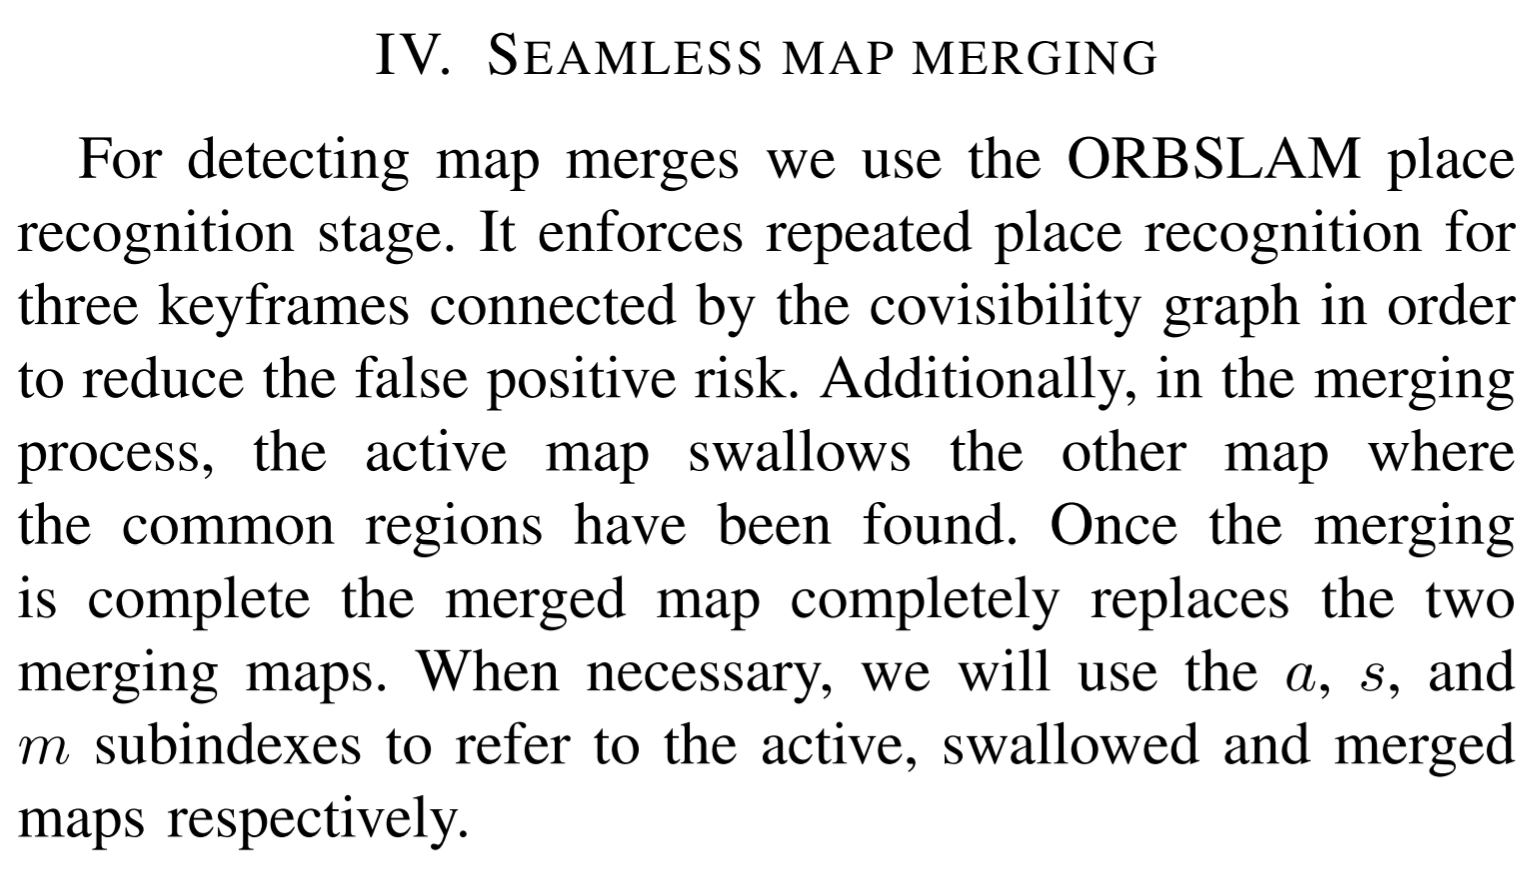 IV. SEAMLESS MAP MERGING
For detecting map merges we use the ORBSLAM place
recognition stage. It enforces repeated place recognition for
three keyframes connected by the covisibility graph in order
to reduce the false positive risk. Additionally, in the merging
process, the active map swallows the other map where
the common regions have been found. Once the merging
is complete the merged map completely replaces the two
merging maps. When necessary, we will use the a, s, and
m subindexes to refer to the active, swallowed and merged
maps respectively.